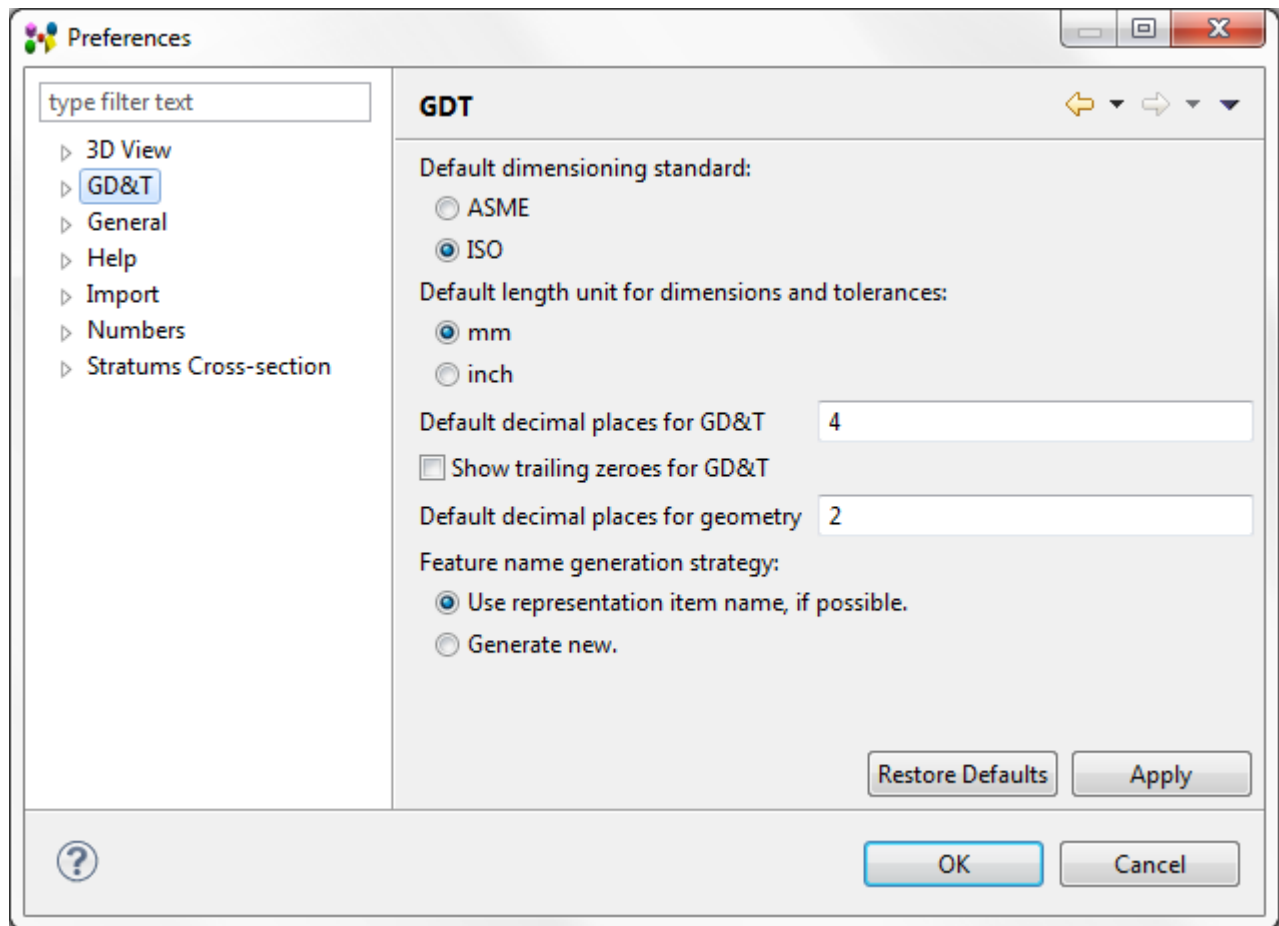 Preferences
type filter text
3D View
GD&T
General
Help
Import
Numbers
Stratums Cross-section
GDT
Default dimensioning standard:
ASME
ISO
Default length unit for dimensions and tolerances:
mm
inch
Default decimal places for GD&T 4
Show trailing zeroes for GD&T
Default decimal places for geometry 2
Feature name generation strategy:
Use representation item name, if possible.
Generate new.
Restore Defaults Apply
? OK Cancel